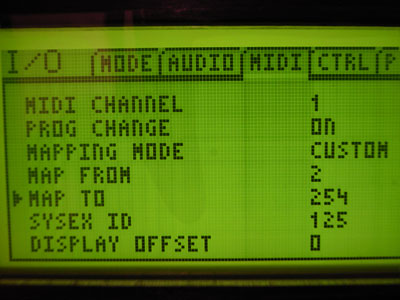 I/O MODE AUDIO MIDI CTRL P
MIDI CHANNEL 1
PROG CHANGE ON
MAPPING MODE CUSTOM
MAP FROM 2
MAP TO 254
SYSEX ID 125
DISPLAY OFFSET 0